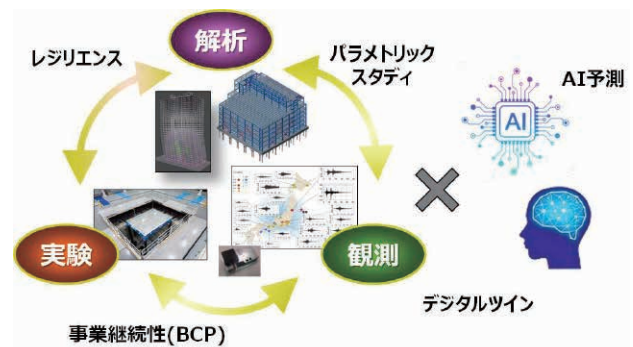 解析
レジリエンス
パラメトリック
スタディ
AI予測
AI
実験
観測
デジタルツイン
事業継続性(BCP)